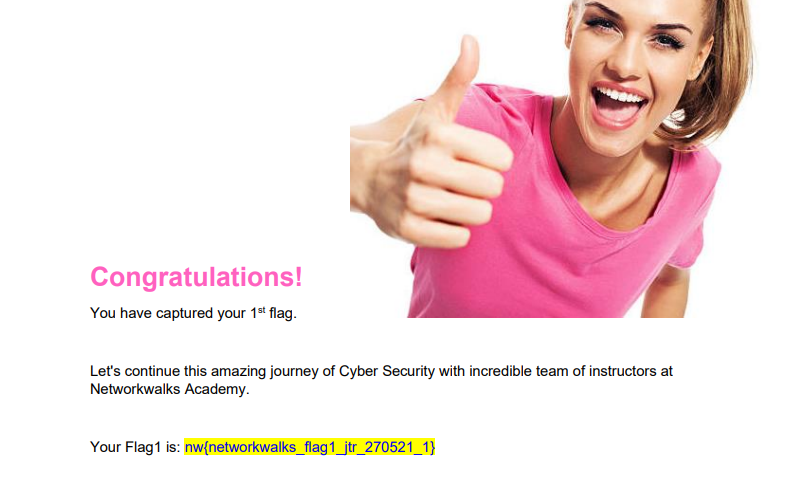 Congratulations!
You have captured your 1st flag.
Let's continue this amazing journey of Cyber Security with incredible team of instructors at
Networkwalks Academy.
Your Flag1 is: nw{networkwalks_flag1_jtr_270521_1}